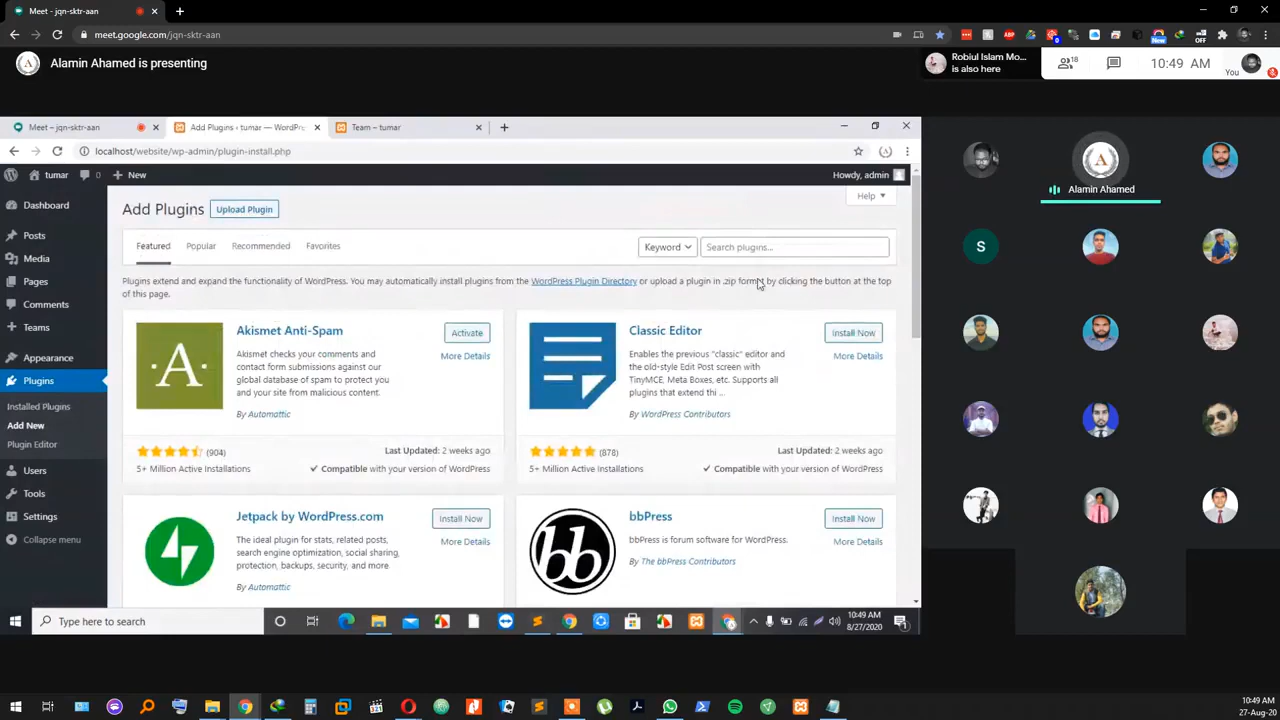 Meet - jqn-sktr-aan
meet.google.com/jqn-sktr-aan
Alamin Ahamed is presenting
Robiul Islam Mo...
is also here
18
10:49 AM
You
Meet – jqn-sktr-aan
Add Plugins ‹ tumar — WordPre
Team – tumar
localhost/website/wp-admin/plugin-install.php
tumar
0
New
Howdy, admin
Dashboard
Posts
Media
Pages
Comments
Teams
Appearance
Plugins
Installed Plugins
Add New
Plugin Editor
Users
Tools
Settings
Collapse menu
Help
Add Plugins
Upload Plugin
Featured
Popular
Recommended
Favorites
Keyword
Search plugins...
Plugins extend and expand the functionality of WordPress. You may automatically install plugins from the WordPress Plugin Directory or upload a plugin in .zip format by clicking the button at the top
of this page.
Akismet Anti-Spam
Activate
More Details
Akismet checks your comments and
contact form submissions against our
global database of spam to protect you
and your site from malicious content.
By Automattic
(904)
Last Updated: 2 weeks ago
5+ Million Active Installations
Compatible with your version of WordPress
Classic Editor
Install Now
More Details
Enables the previous "classic" editor and
the old-style Edit Post screen with
TinyMCE, Meta Boxes, etc. Supports all
plugins that extend thi ...
By WordPress Contributors
(878)
Last Updated: 2 weeks ago
5+ Million Active Installations
Compatible with your version of WordPress
Jetpack by WordPress.com
Install Now
More Details
The ideal plugin for stats, related posts,
search engine optimization, social sharing,
protection, backups, security, and more
By Automattic
bb
bbPress
Install Now
More Details
bbPress is forum software for WordPress.
By The bbPress Contributors
A
Alamin Ahamed
S
Type here to search
10:49 AM
8/27/2020
10:49 AM
27-Aug-20